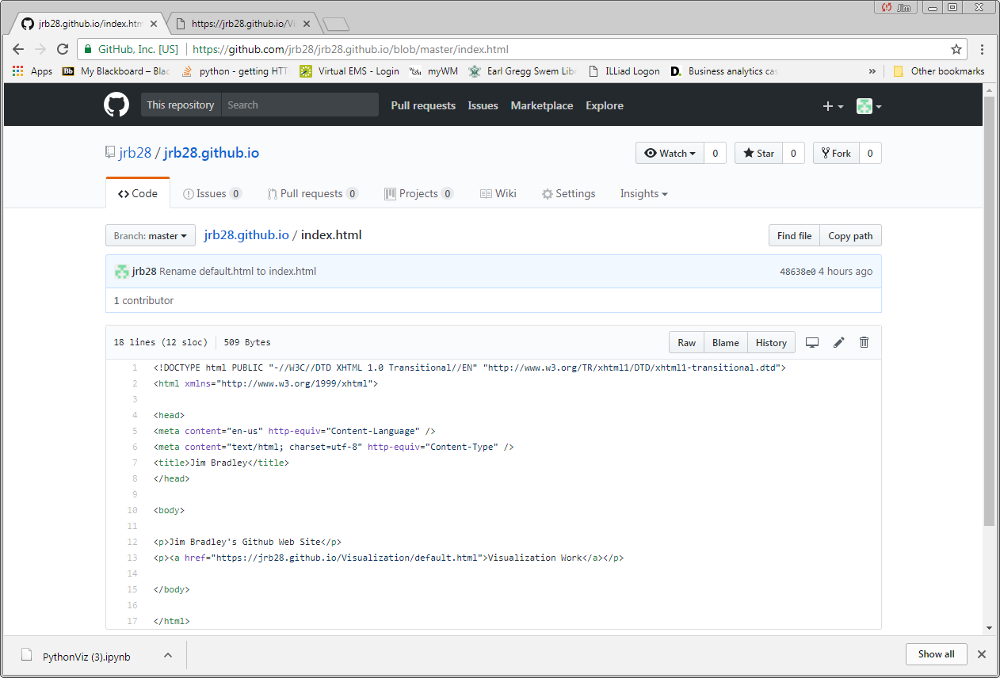 Jim
jrb28.github.io/index.htm
https://jrb28.github.io/Vi
GitHub, Inc. [US] https://github.com/jrb28/jrb28.github.io/blob/master/index.html
Apps Bb My Blackboard – Blac python - getting HTT Virtual EMS - Login myWM Earl Gregg Swem Libr ILLiad Logon D. Business analytics cas » Other bookmarks
This repository Search Pull requests Issues Marketplace Explore
jrb28 / jrb28.github.io Watch 0 Star 0 Fork 0
Code Issues 0 Pull requests 0 Projects 0 Wiki Settings Insights
Branch: master jrb28.github.io / index.html Find file Copy path
jrb28 Rename default.html to index.html 48638e0 4 hours ago
1 contributor
18 lines (12 sloc) 509 Bytes Raw Blame History
1 <!DOCTYPE html PUBLIC "-//W3C//DTD XHTML 1.0 Transitional//EN" "http://www.w3.org/TR/xhtml1/DTD/xhtml1-transitional.dtd">
2 <html xmlns="http://www.w3.org/1999/xhtml">
3
4 <head>
5 <meta content="en-us" http-equiv="Content-Language" />
6 <meta content="text/html; charset=utf-8" http-equiv="Content-Type" />
7 <title>Jim Bradley</title>
8 </head>
9
10 <body>
11
12 <p>Jim Bradley's Github Web Site</p>
13 <p><a href="https://jrb28.github.io/Visualization/default.html">Visualization Work</a></p>
14
15 </body>
16
17 </html>
PythonViz (3).ipynb Show all